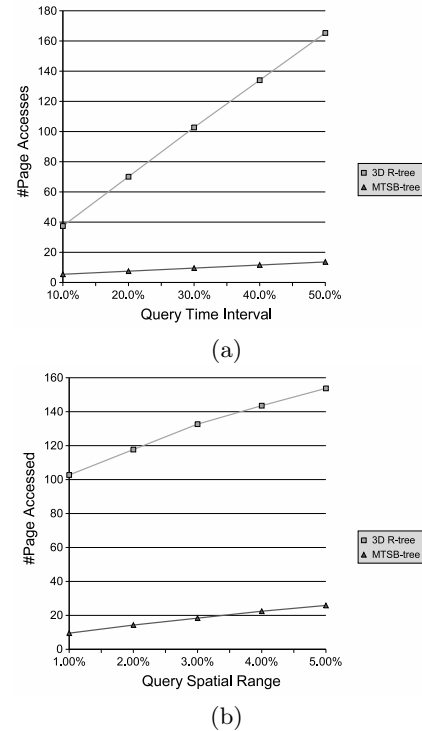 180
160
140
120
100
80
60
40
20
0
#Page Accesses
10.0% 20.0% 30.0% 40.0% 50.0%
Query Time Interval
3D R-tree
MTSB-tree
(a)
160
140
120
100
80
60
40
20
0
#Page Accessed
1.00% 2.00% 3.00% 4.00% 5.00%
Query Spatial Range
3D R-tree
MTSB-tree
(b)